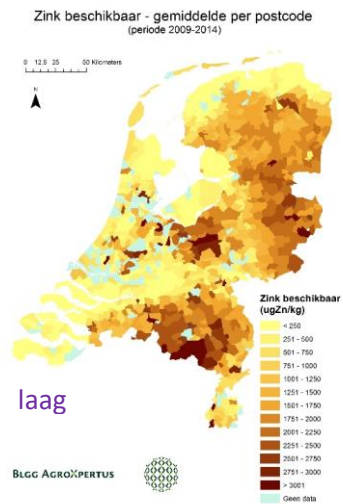 Zink beschikbaar - gemiddelde per postcode
(periode 2009-2014)
0 12,5 25 50 Kilometers
N
Zink beschikbaar
(ugZn/kg)
< 250
251 - 500
501 - 750
751 - 1000
1001 - 1250
1251 - 1500
1501 - 1750
1751 - 2000
2001 - 2250
2251 - 2500
2501 - 2750
2751 - 3000
> 3001
Geen data
laag
BLGG AGROXPERTUS